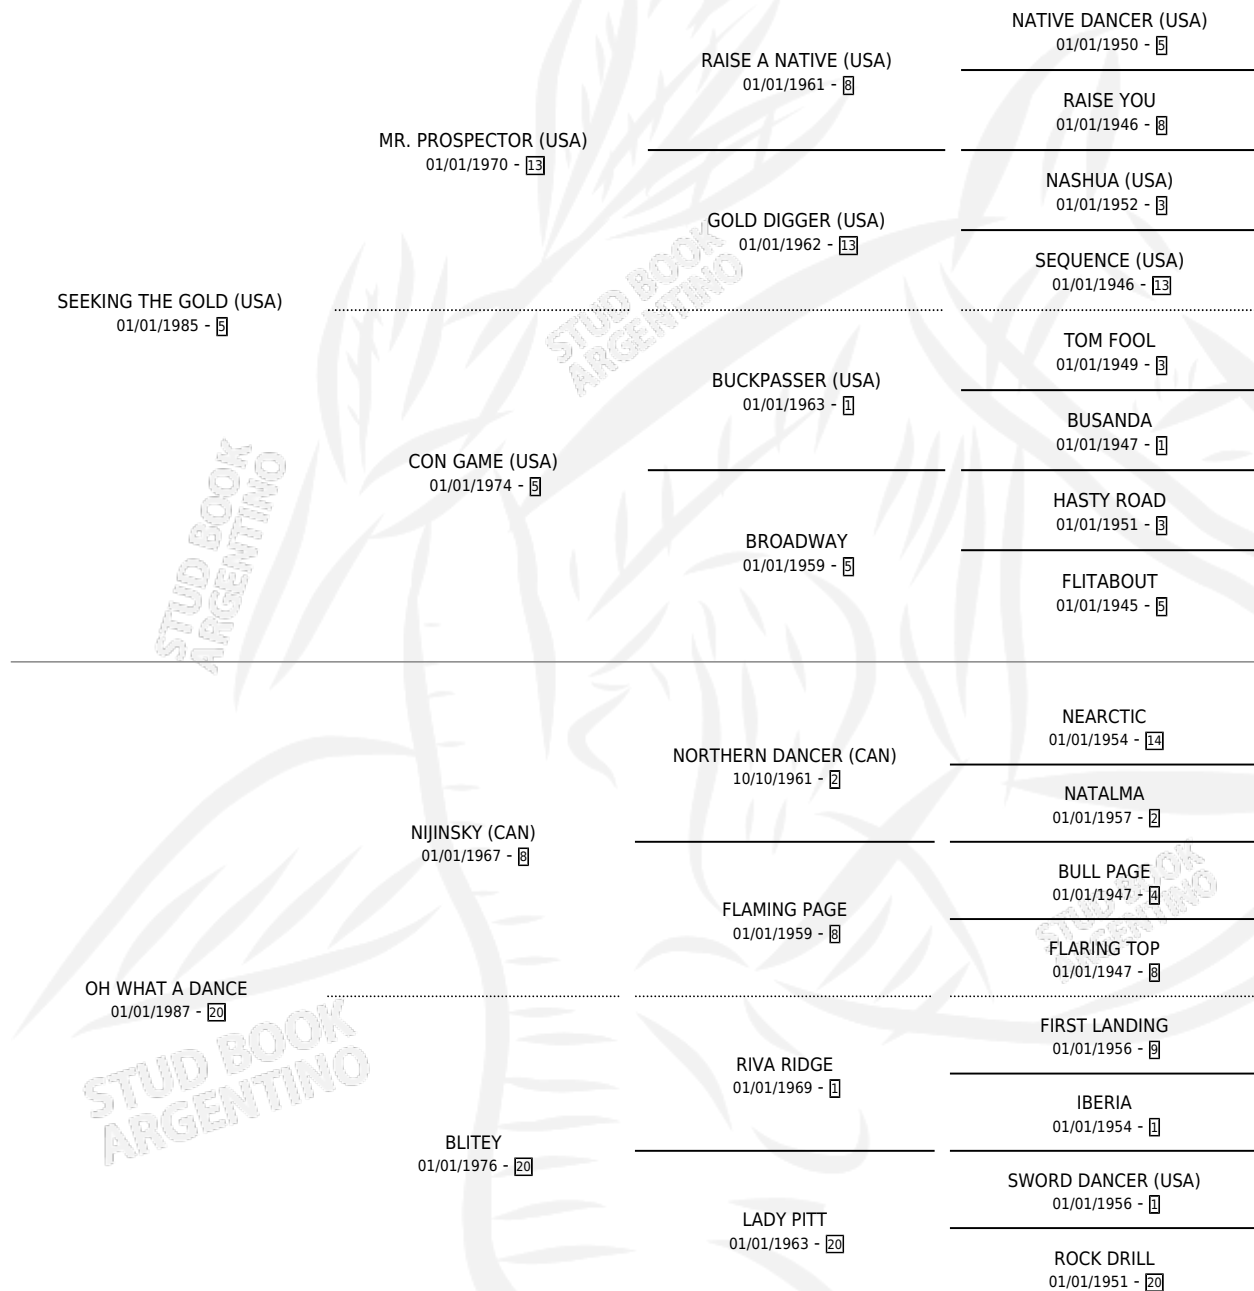 NATIVE DANCER (USA)
01/01/1950 - 5
RAISE A NATIVE (USA)
01/01/1961 - 8
RAISE YOU
01/01/1946 - 8
MR. PROSPECTOR (USA)
01/01/1970 - 13
NASHUA (USA)
01/01/1952 - 3
GOLD DIGGER (USA)
01/01/1962 - 13
SEQUENCE (USA)
01/01/1946 - 13
SEEKING THE GOLD (USA)
01/01/1985 - 5
STUD BOOK
ARGENTINO
TOM FOOL
01/01/1949 - 3
BUCKPASSER (USA)
01/01/1963 - 1
BUSANDA
01/01/1947 - 1
CON GAME (USA)
01/01/1974 - 5
HASTY ROAD
01/01/1951 - 3
BROADWAY
01/01/1959 - 5
FLITABOUT
01/01/1945 - 5
STUD BOOK
ARGENTINO
NEARCTIC
01/01/1954 - 14
NORTHERN DANCER (CAN)
10/10/1961 - 2
NATALMA
01/01/1957 - 2
NIJINSKY (CAN)
01/01/1967 - 8
BULL PAGE
01/01/1947 - 4
FLAMING PAGE
01/01/1959 - 8
FLARING TOP
01/01/1947 - 8
STUD BOOK
ARGENTINO
OH WHAT A DANCE
01/01/1987 - 20
FIRST LANDING
01/01/1956 - 9
RIVA RIDGE
01/01/1969 - 1
IBERIA
01/01/1954 - 1
STUD BOOK
ARGENTINO
BLITEY
01/01/1976 - 20
SWORD DANCER (USA)
01/01/1956 - 1
LADY PITT
01/01/1963 - 20
ROCK DRILL
01/01/1951 - 20